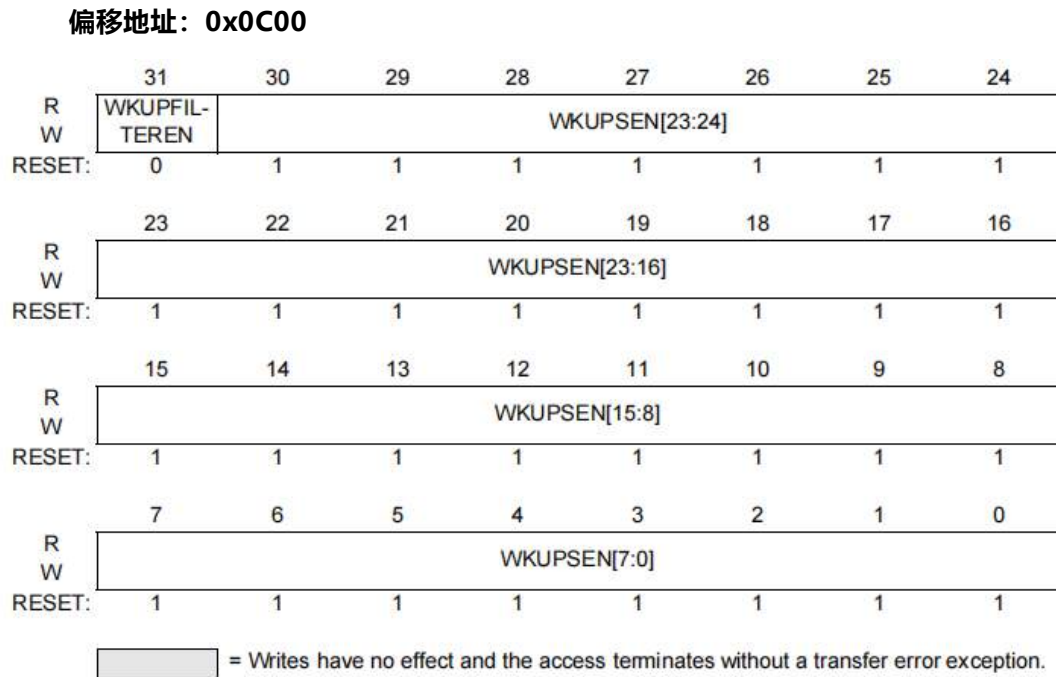 偏移地址：0x0C00
31 30 29 28 27 26 25 24
R WKUPFIL- WKUPSEN[23:24]
W TEREN
RESET: 0 1 1 1 1 1 1 1
23 22 21 20 19 18 17 16
R WKUPSEN[23:16]
W
RESET: 1 1 1 1 1 1 1 1
15 14 13 12 11 10 9 8
R WKUPSEN[15:8]
W
RESET: 1 1 1 1 1 1 1 1
7 6 5 4 3 2 1 0
R WKUPSEN[7:0]
W
RESET: 1 1 1 1 1 1 1 1
= Writes have no effect and the access terminates without a transfer error exception.